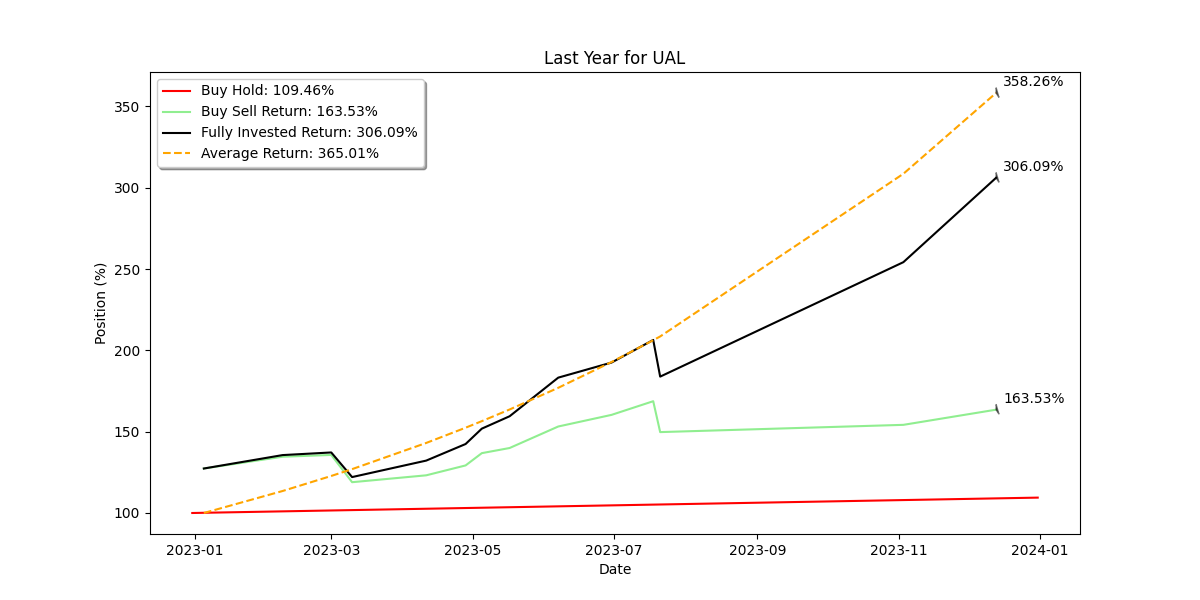 Last Year for UAL
Buy Hold: 109.46%
Buy Sell Return: 163.53%
Fully Invested Return: 306.09%
Average Return: 365.01%
358.26%
306.09%
163.53%
Position (%)
350
300
250
200
150
100
2023-01
2023-03
2023-05
2023-07
2023-09
2023-11
2024-01
Date